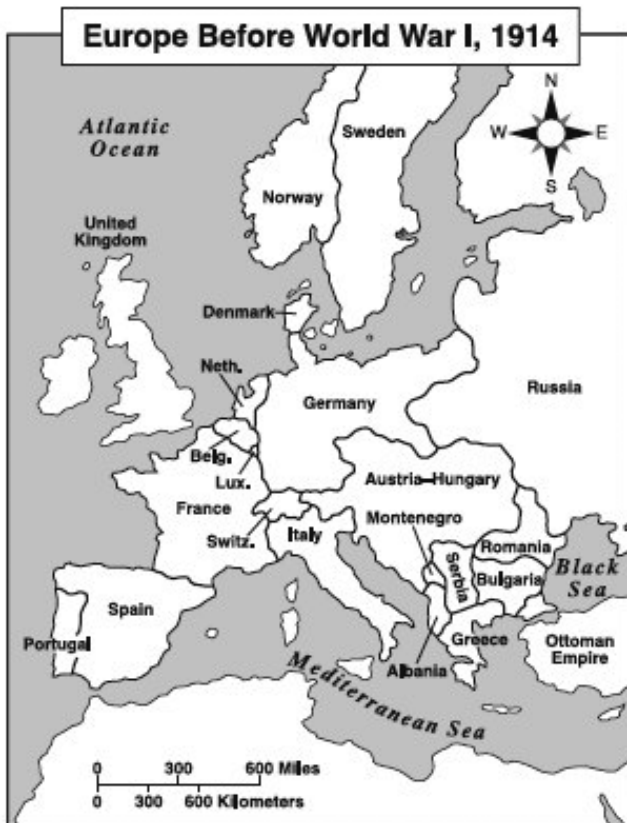 Europe Before World War I, 1914
N
W
E
S
Atlantic
Ocean
Sweden
Norway
United
Kingdom
Denmark
Neth.
Germany
Russia
Belg.
Lux.
Austria-Hungary
France
Montenegro
Switz.
Italy
Romania
Serbia
Bulgaria
Black
Sea
Spain
Portugal
Greece
Ottoman
Empire
Albania
Mediterranean Sea
0 300 600 Miles
0 300 600 Kilometers